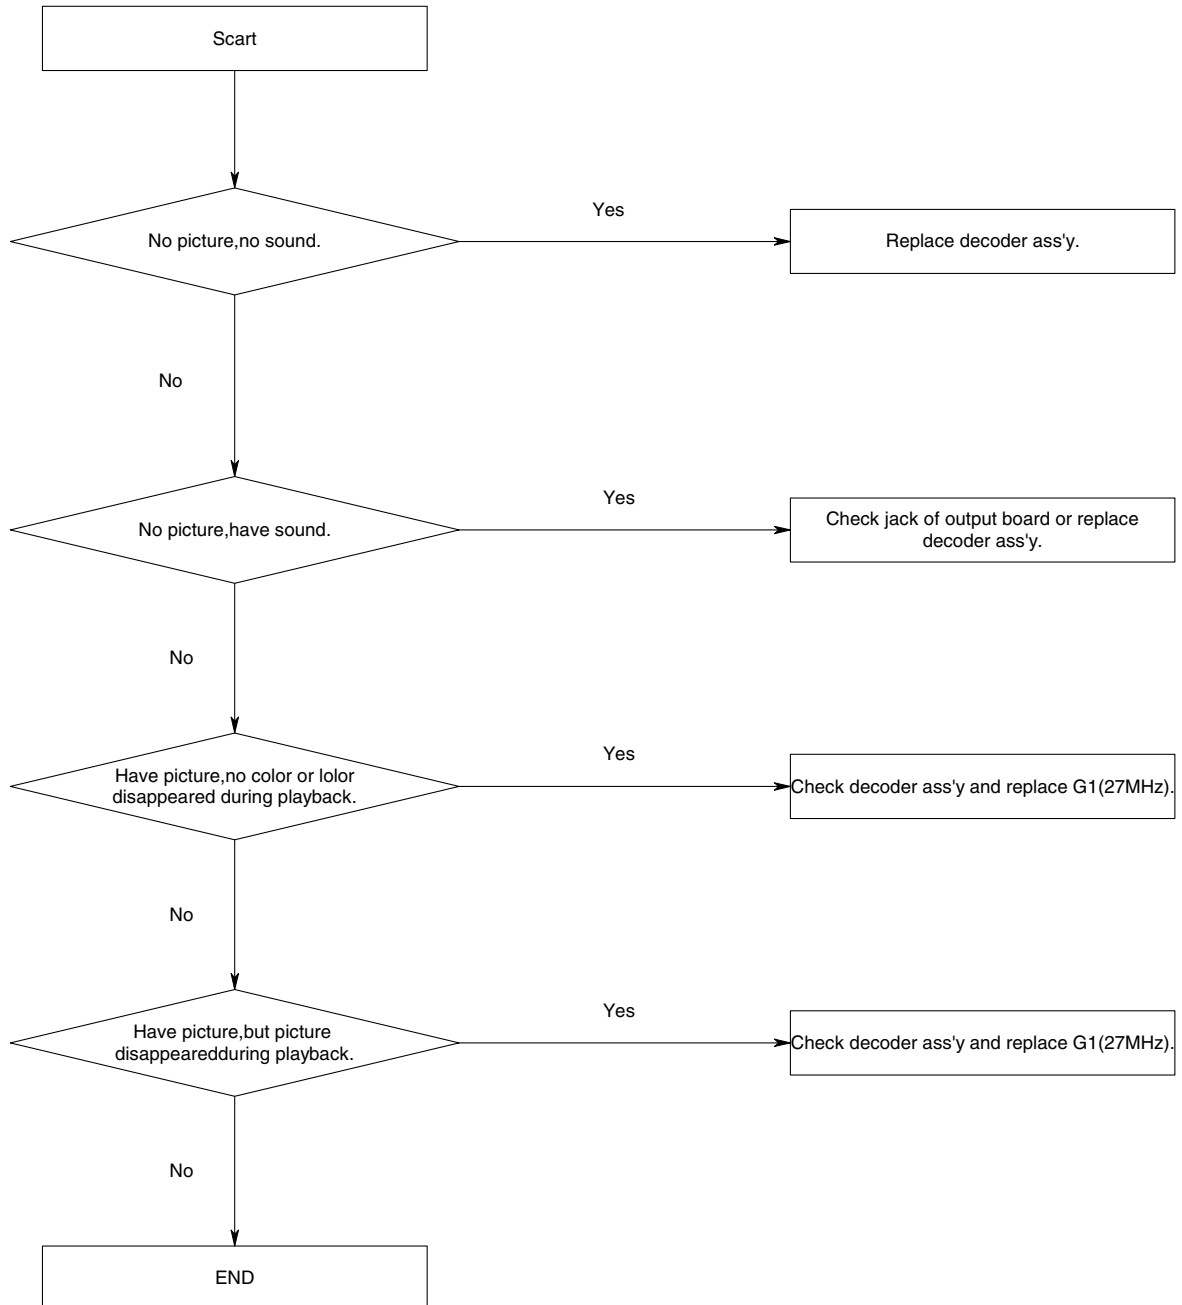 Scart
Yes
No picture,no sound.
Replace decoder ass'y.
No
Yes
No picture,have sound.
Check jack of output board or replace
decoder ass'y.
No
Yes
Have picture,no color or lolor
disappeared during playback.
Check decoder ass'y and replace G1(27MHz).
No
Yes
Have picture,but picture
disappearedduring playback.
Check decoder ass'y and replace G1(27MHz).
No
END